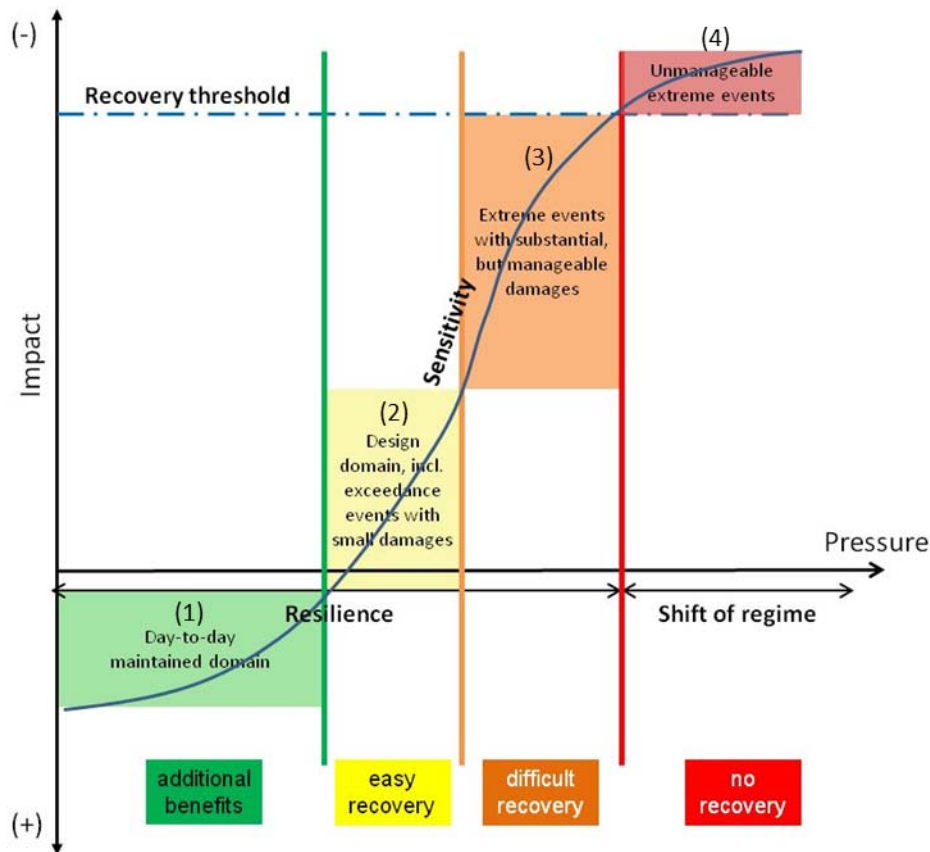 (-)
(4)
Unmanageable
extreme events
Recovery threshold
(3)
Extreme events
with substantial,
but manageable
damages
Sensitivity
Impact
(2)
Design
domain, incl.
exceedance
events with
small damages
Pressure
(1)
Resilience
Shift of regime
Day-to-day
maintained domain
additional
benefits
easy
recovery
difficult
recovery
no
recovery
(+)